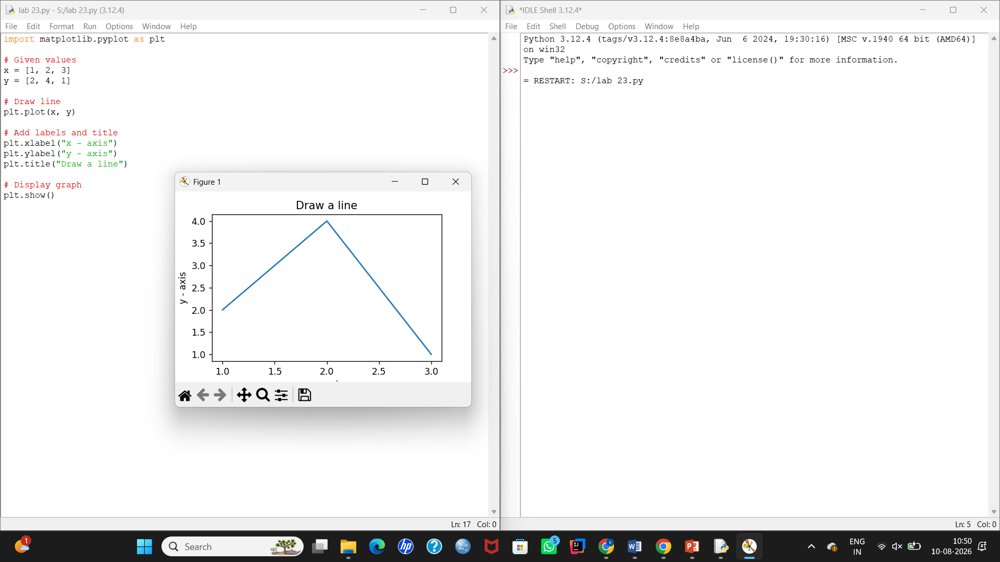 lab 23.py - S:/lab 23.py (3.12.4)
File Edit Format Run Options Window Help
import matplotlib.pyplot as plt
# Given values
x = [1, 2, 3]
y = [2, 4, 1]
# Draw line
plt.plot(x, y)
# Add labels and title
plt.xlabel("x - axis")
plt.ylabel("y - axis")
plt.title("Draw a line")
# Display graph
plt.show()
Ln: 17 Col: 0
Figure 1
Draw a line
y - axis
4.0
3.5
3.0
2.5
2.0
1.5
1.0
1.0 1.5 2.0 2.5 3.0
*IDLE Shell 3.12.4*
File Edit Shell Debug Options Window Help
Python 3.12.4 (tags/v3.12.4:8e8a4ba, Jun  6 2024, 19:30:16) [MSC v.1940 64 bit (AMD64)]
on win32
Type "help", "copyright", "credits" or "license()" for more information.
>>>
= RESTART: S:/lab 23.py
Ln: 5 Col: 0
1
Search
hp
?
Σα
5
IJ
S
W
P
ENG
IN
10:50
10-08-2026